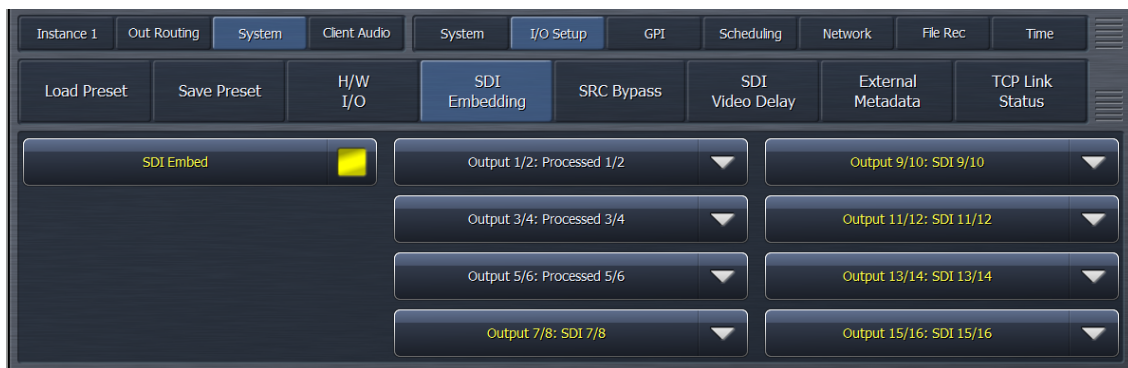 Instance 1 Out Routing System Client Audio System I/O Setup GPI Scheduling Network File Rec Time
Load Preset Save Preset H/W I/O SDI Embedding SRC Bypass SDI Video Delay External Metadata TCP Link Status
SDI Embed Output 1/2: Processed 1/2 Output 9/10: SDI 9/10
Output 3/4: Processed 3/4 Output 11/12: SDI 11/12
Output 5/6: Processed 5/6 Output 13/14: SDI 13/14
Output 7/8: SDI 7/8 Output 15/16: SDI 15/16